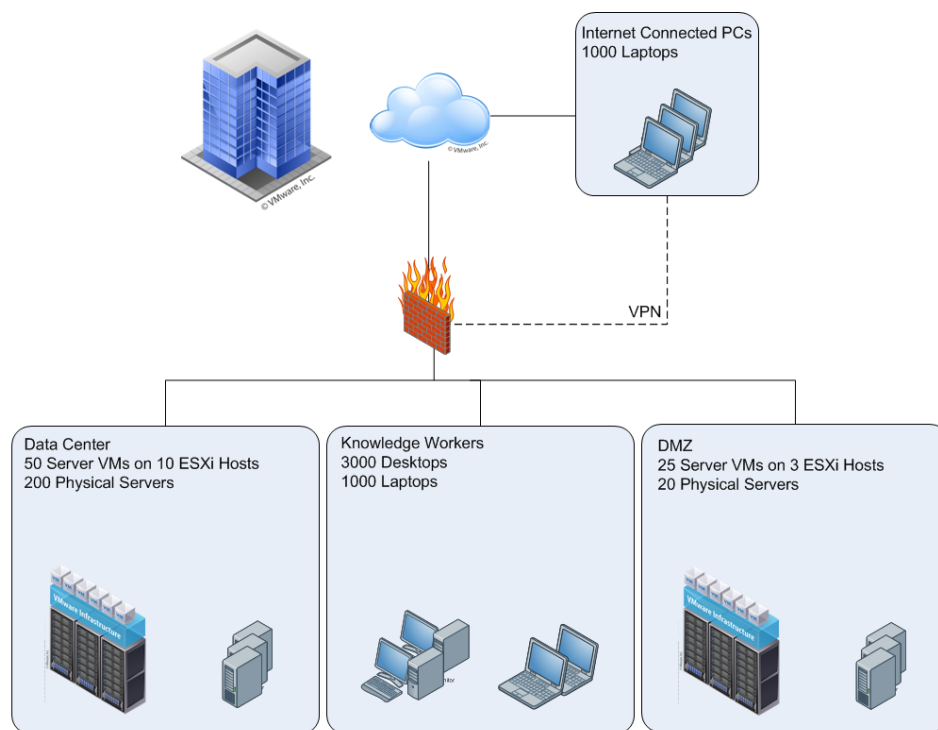 Internet Connected PCs
1000 Laptops
©VMware, Inc.
© VMware, Inc.
VPN
Data Center
50 Server VMs on 10 ESXi Hosts
200 Physical Servers
Knowledge Workers
3000 Desktops
1000 Laptops
DMZ
25 Server VMs on 3 ESXi Hosts
20 Physical Servers
VMware Infrastructure
VMware Infrastructure